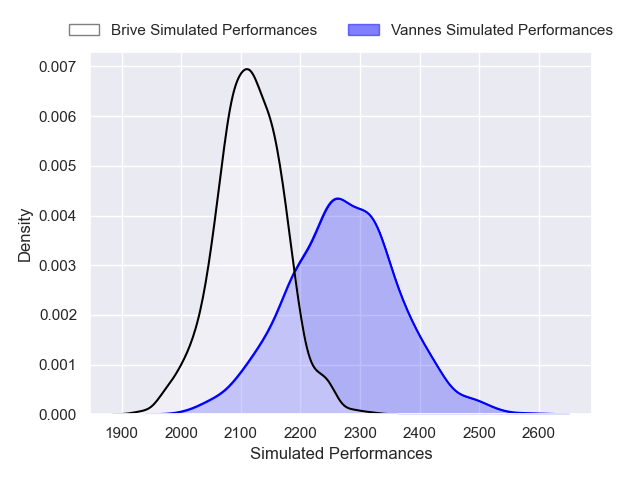 Brive Simulated Performances
Vannes Simulated Performances
0.007
0.006
0.005
0.004
0.003
0.002
0.001
0.000
Density
1900 2000 2100 2200 2300 2400 2500 2600
Simulated Performances